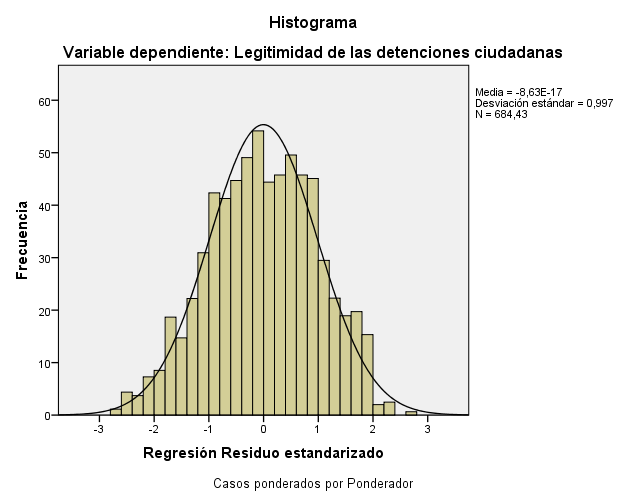 Histograma
Variable dependiente: Legitimidad de las detenciones ciudadanas
Media = -8,63E-17
Desviación estándar = 0,997
N = 684,43
60
50
40
30
20
10
0
Frecuencia
-3 -2 -1 0 1 2 3
Regresión Residuo estandarizado
Casos ponderados por Ponderador